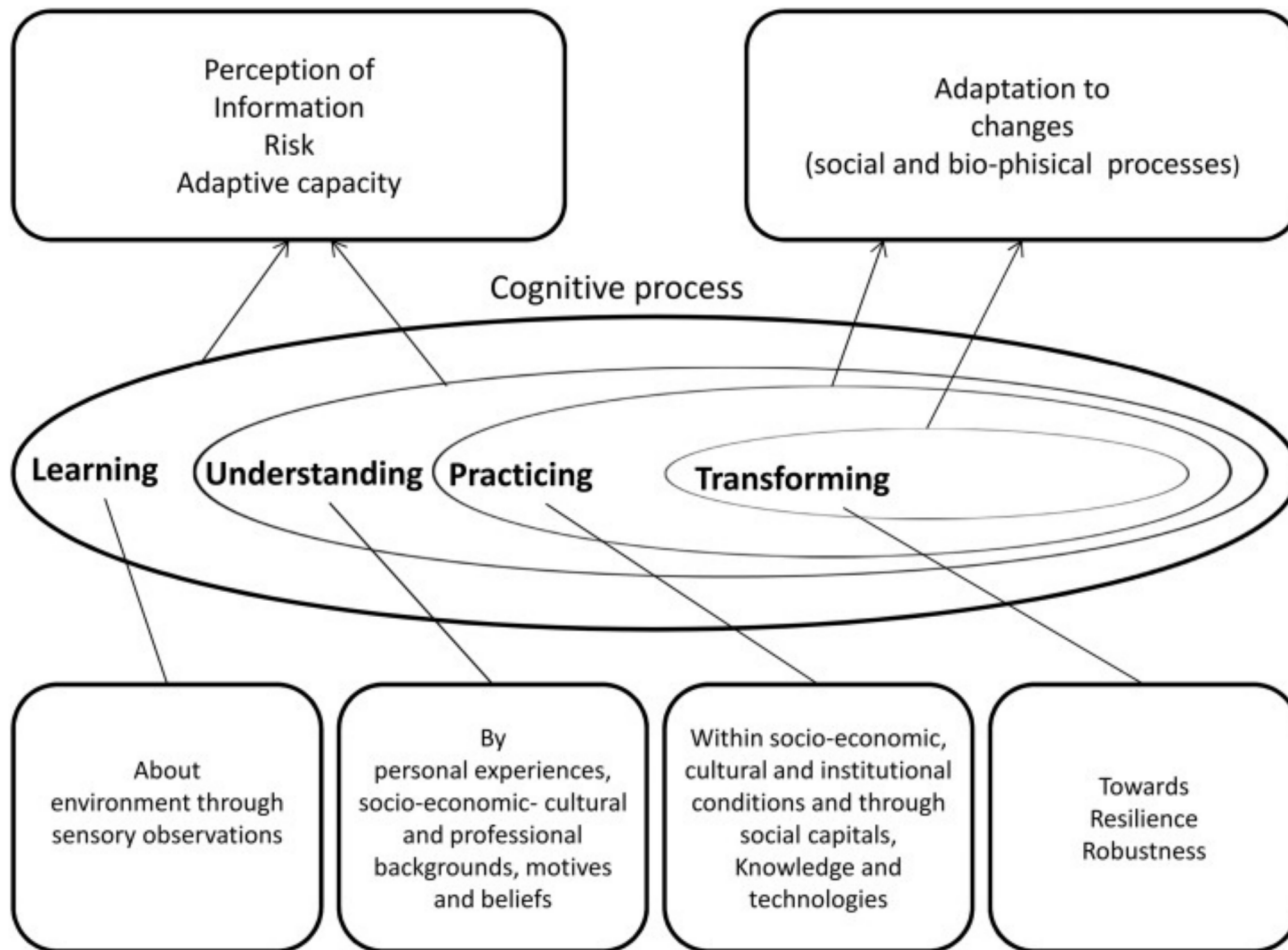 Perception of
Information
Risk
Adaptive capacity
Adaptation to
changes
(social and bio-phisical processes)
Cognitive process
Learning
Understanding
Practicing
Transforming
About
environment through
sensory observations
By
personal experiences,
socio-economic- cultural
and professional
backgrounds, motives
and beliefs
Within socio-economic,
cultural and institutional
conditions and through
social capitals,
Knowledge and
technologies
Towards
Resilience
Robustness